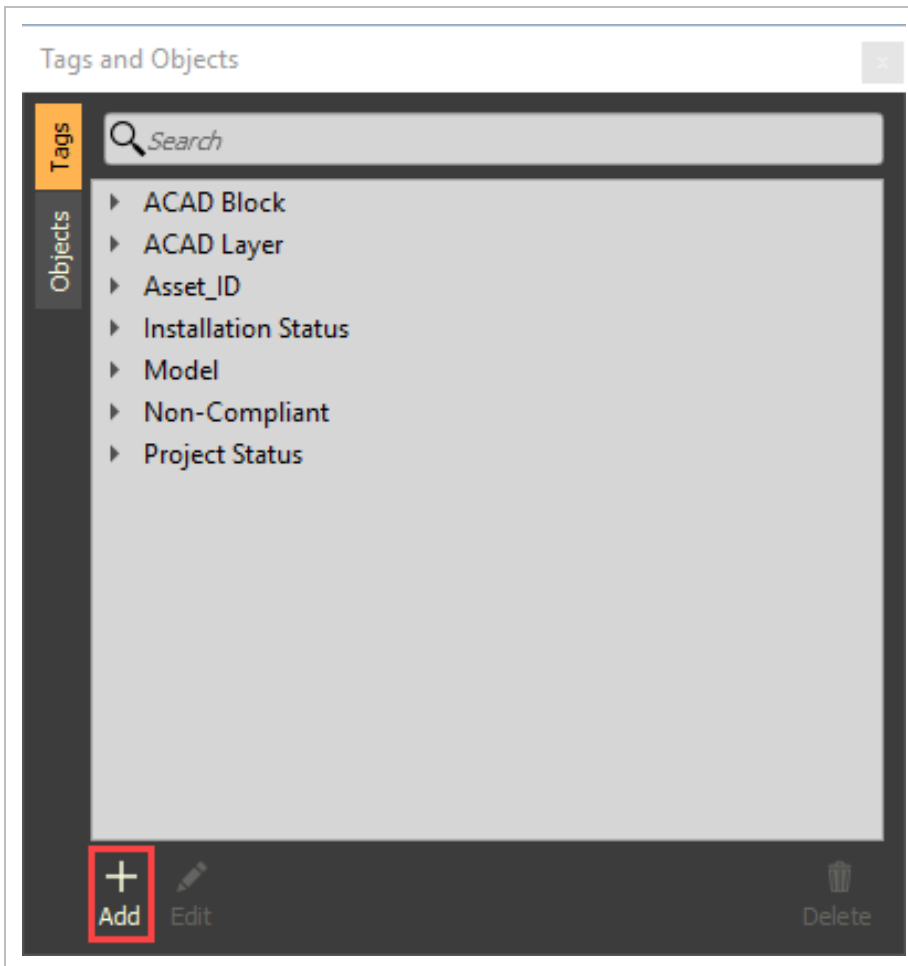 Tags and Objects
x
Tags
Objects
Search
ACAD Block
ACAD Layer
Asset_ID
Installation Status
Model
Non-Compliant
Project Status
Add
Edit
Delete